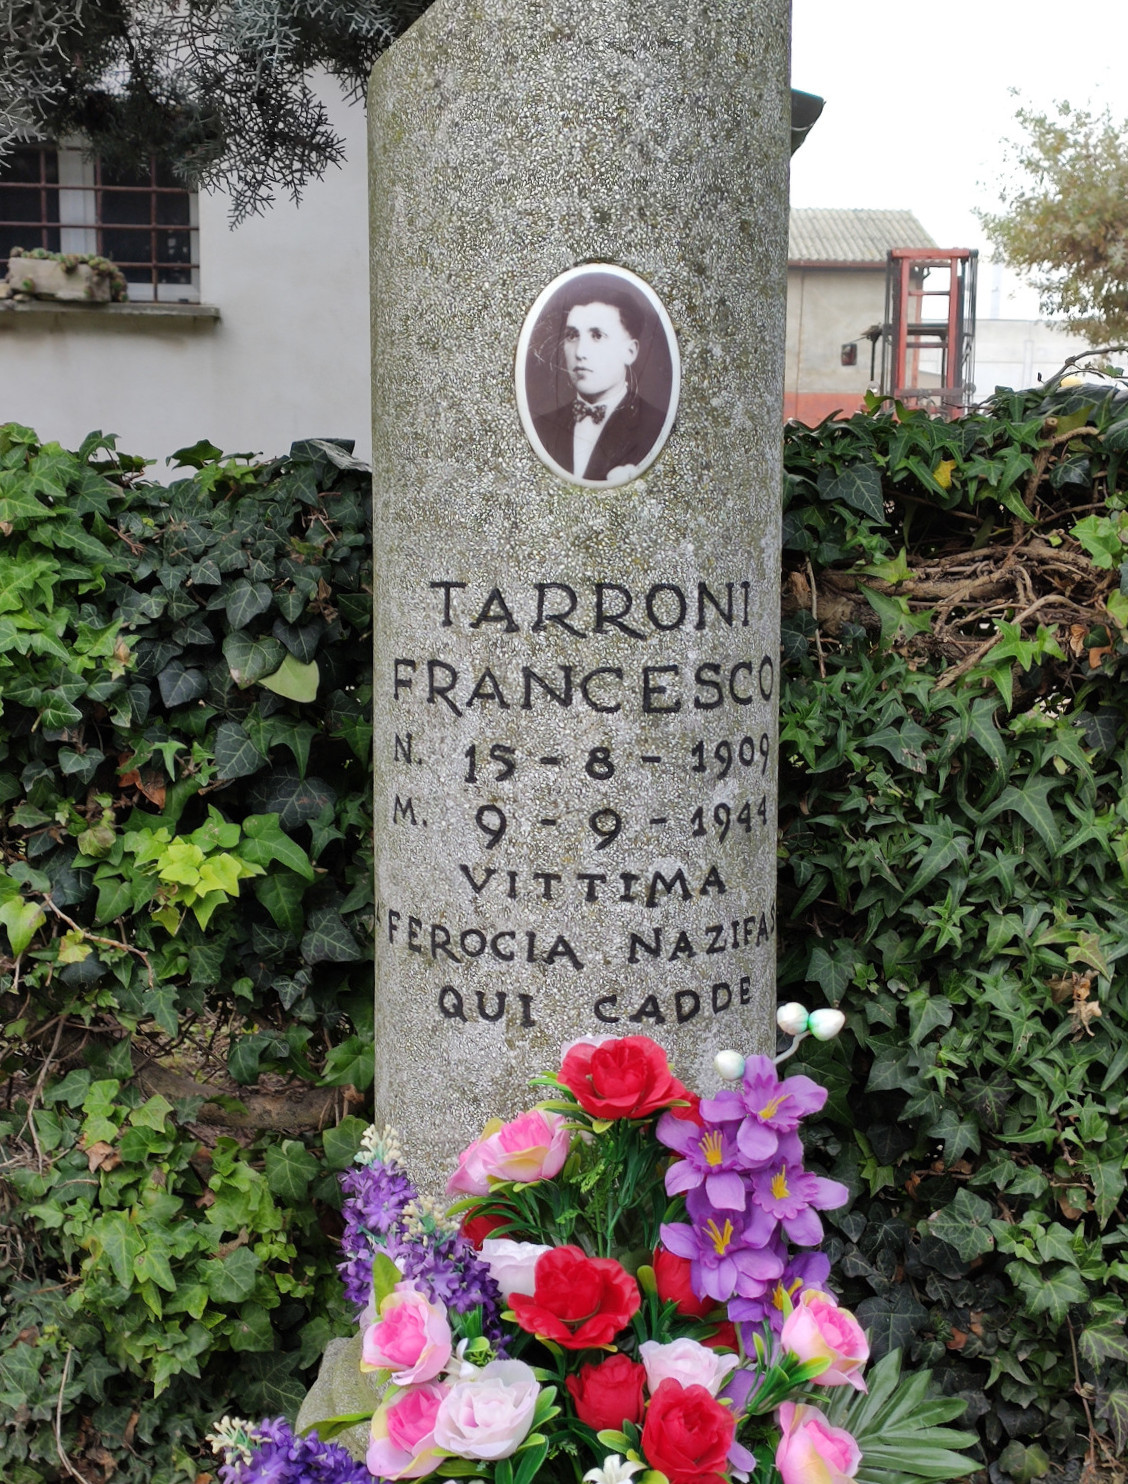 TARRONI
FRANCESCO
N. 15-8-1909
M. 9-9-1944
VITTIMA
FEROCIA NAZIFAS
QUI CADDE